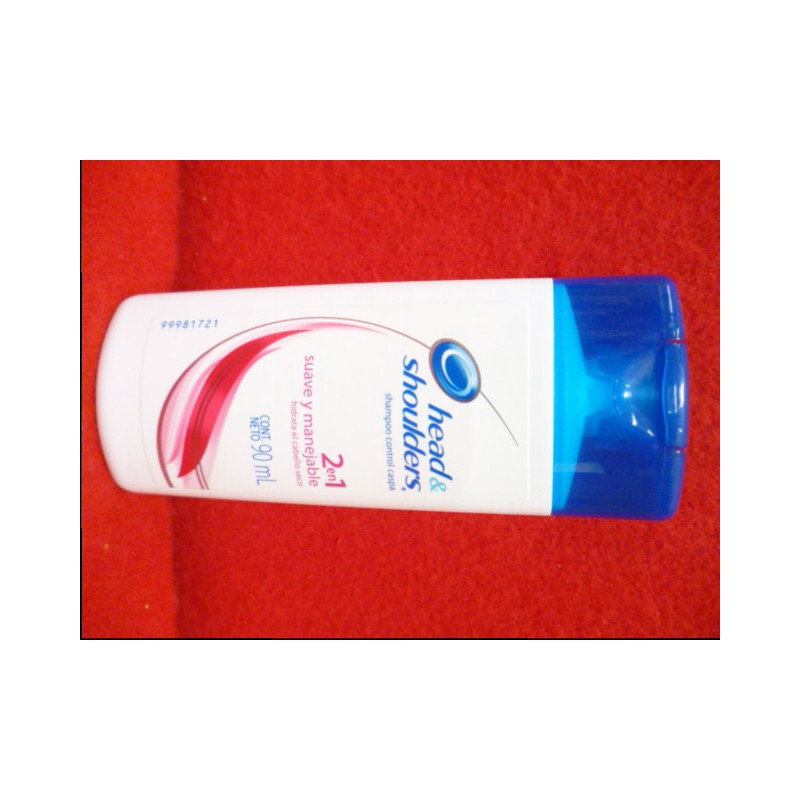 head &
shoulders®
shampoo control caspa
2en1
suave y manejable
hidrata el cabello seco
CONT.
NETO 90 mL
99981721